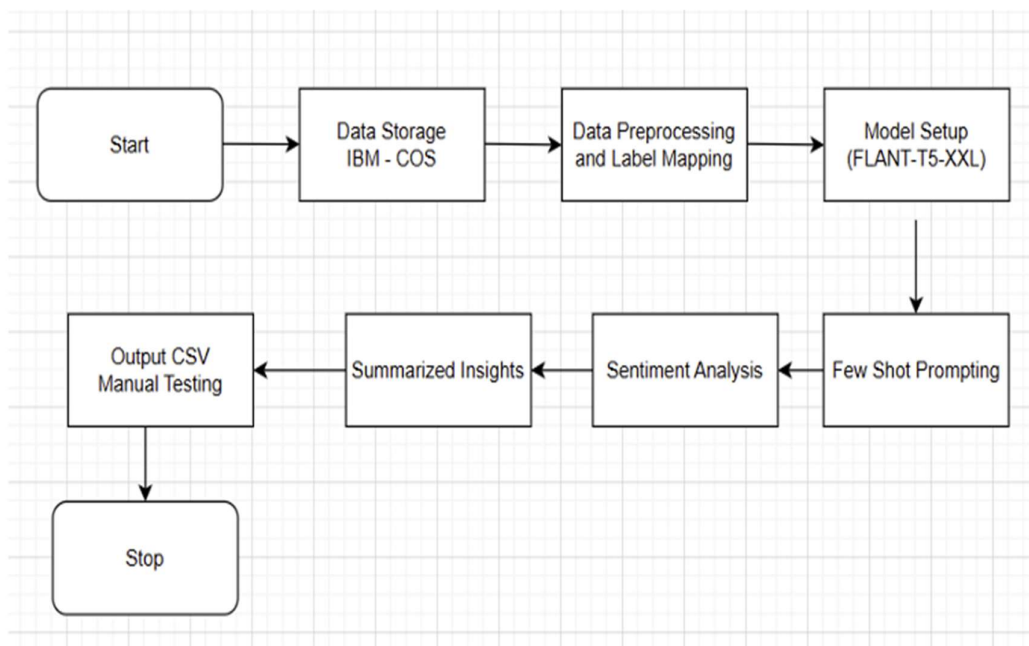 Start
Data Storage
IBM - COS
Data Preprocessing
and Label Mapping
Model Setup
(FLANT-T5-XXL)
Few Shot Prompting
Sentiment Analysis
Summarized Insights
Output CSV
Manual Testing
Stop